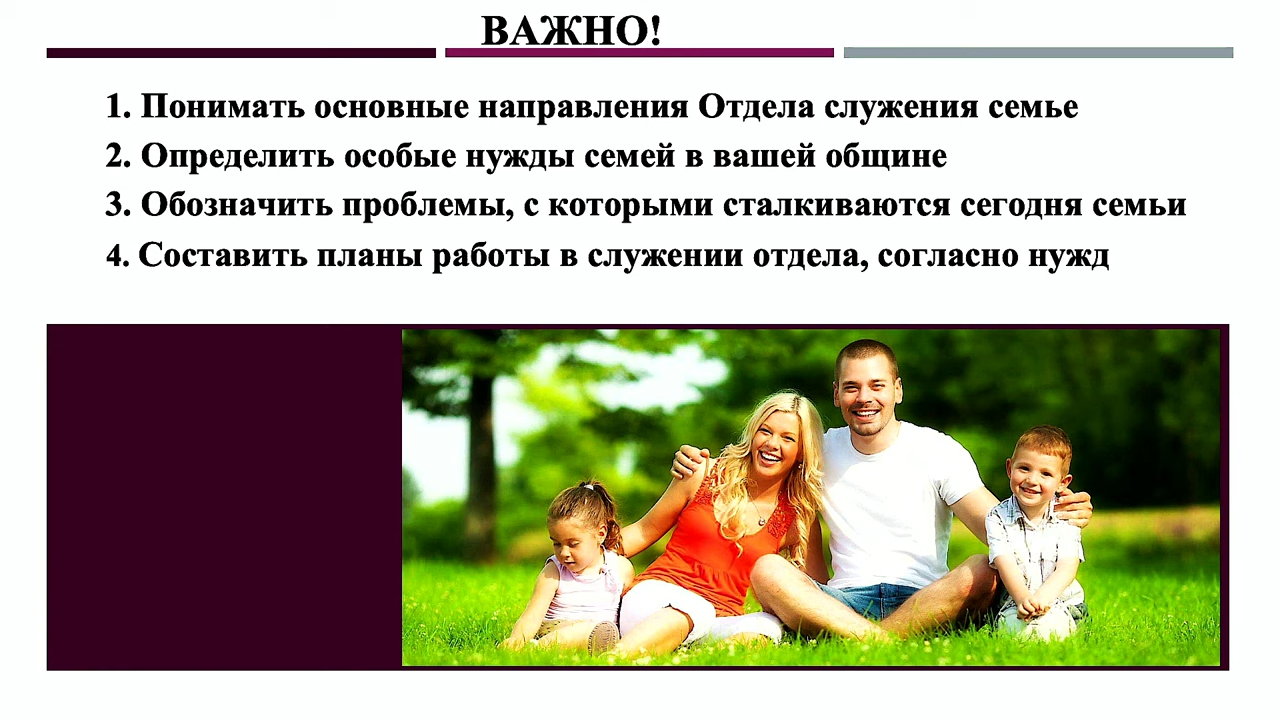 ВАЖНО!
1. Понимать основные направления Отдела служения семье
2. Определить особые нужды семей в вашей общине
3. Обозначить проблемы, с которыми сталкиваются сегодня семьи
4. Составить планы работы в служении отдела, согласно нужд